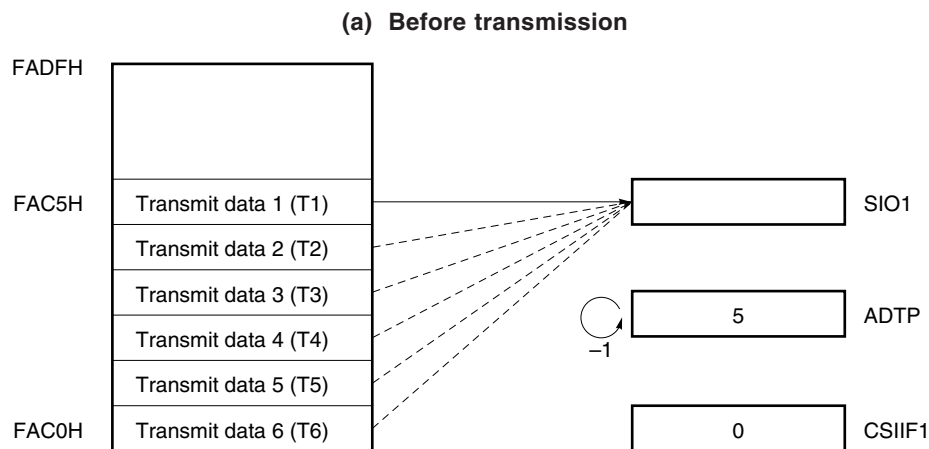 (a) Before transmission
FADFH
FAC5H Transmit data 1 (T1) SIO1
Transmit data 2 (T2)
Transmit data 3 (T3) 5 ADTP
–1
Transmit data 4 (T4)
Transmit data 5 (T5)
FAC0H Transmit data 6 (T6) 0 CSIIF1